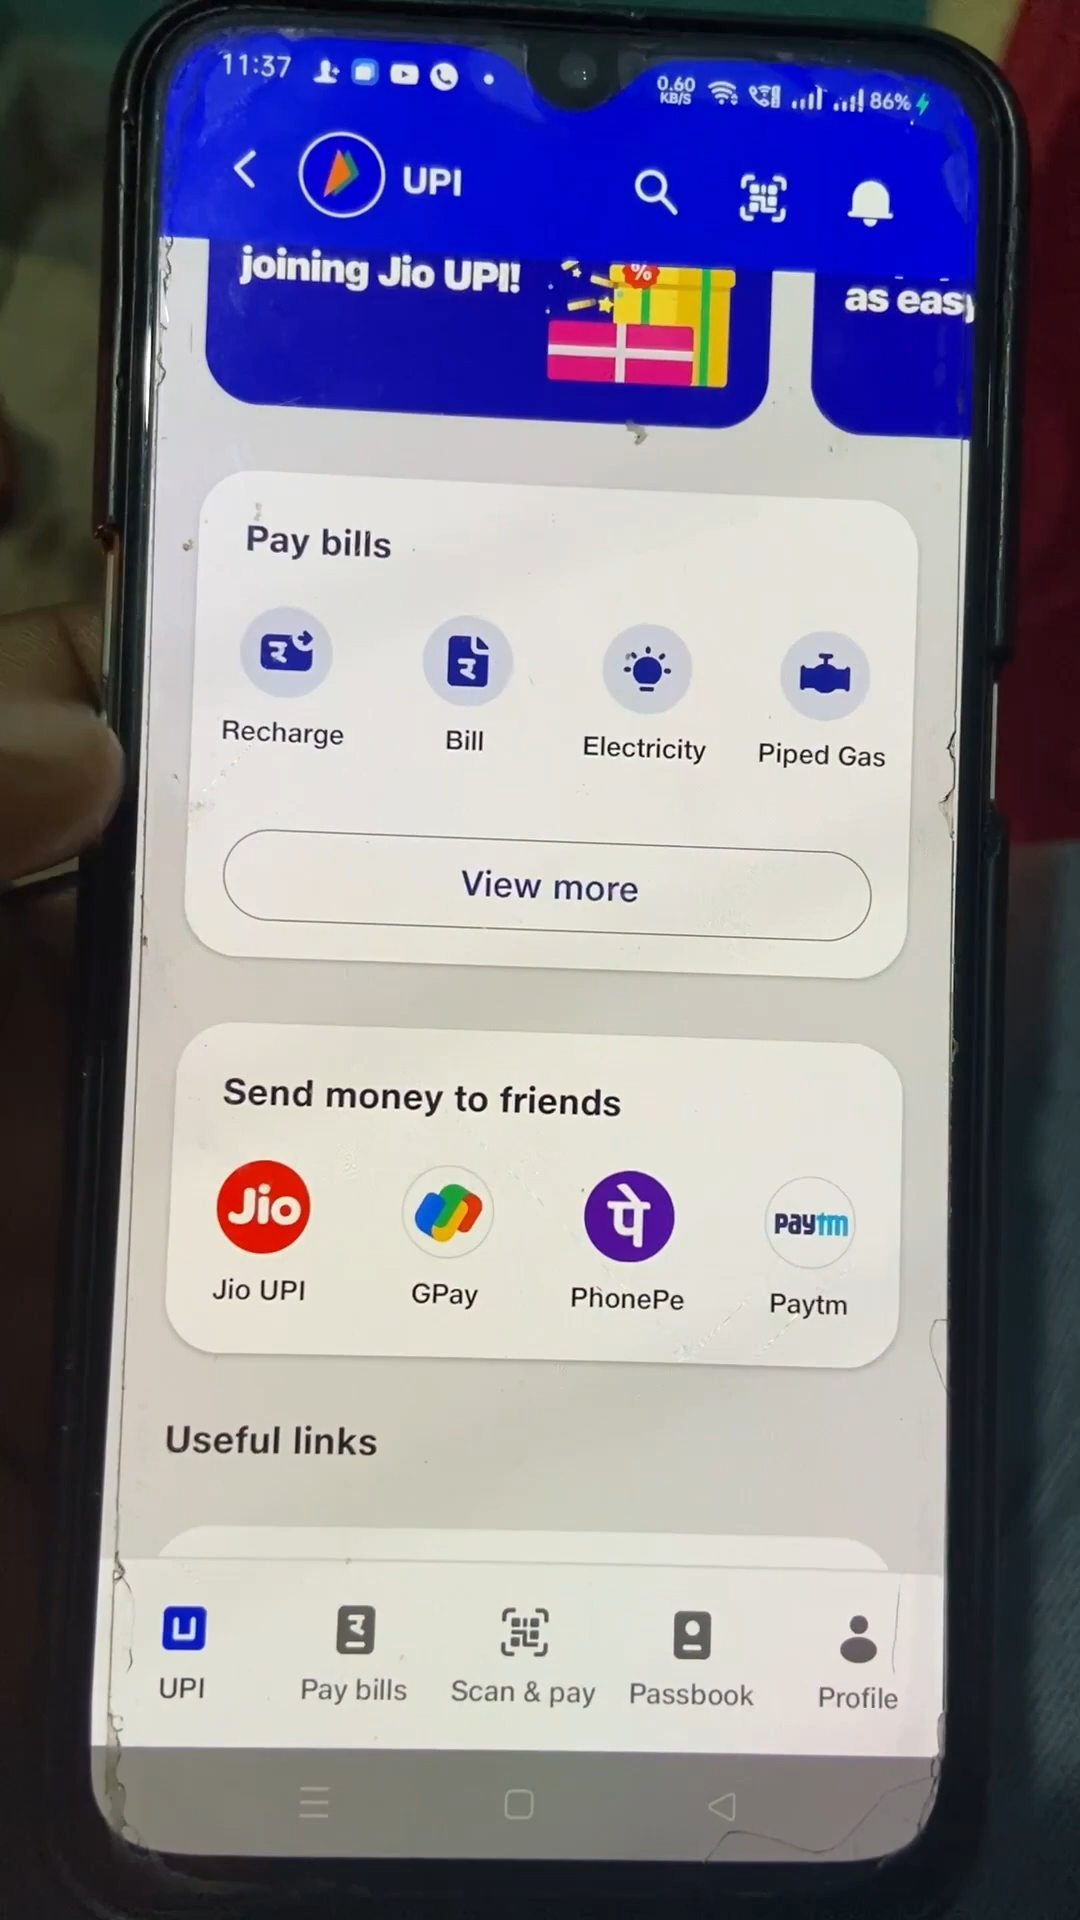 11:37
0.60
KB/S
86%
UPI
joining Jio UPI!
%
as easy
Pay bills
Recharge
Bill
Electricity
Piped Gas
View more
Send money to friends
Jio
पे
paytm
Jio UPI
GPay
PhonePe
Paytm
Useful links
UPI
Pay bills
Scan & pay
Passbook
Profile